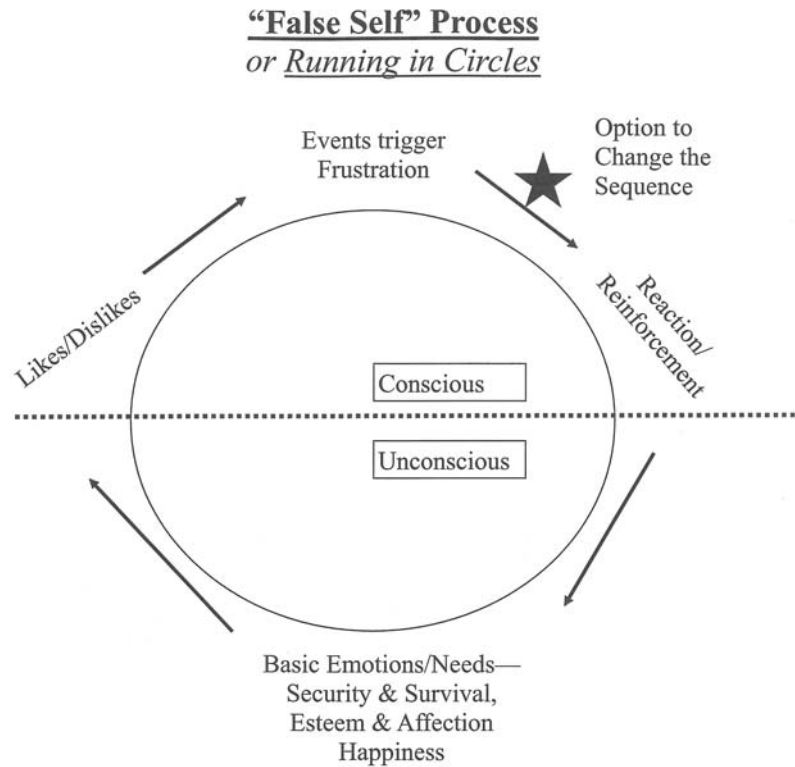 “False Self” Process
or Running in Circles
Events trigger
Frustration
Option to
Change the
Sequence
Likes/Dislikes
Reaction/
Reinforcement
Conscious
Unconscious
Basic Emotions/Needs—
Security & Survival,
Esteem & Affection
Happiness